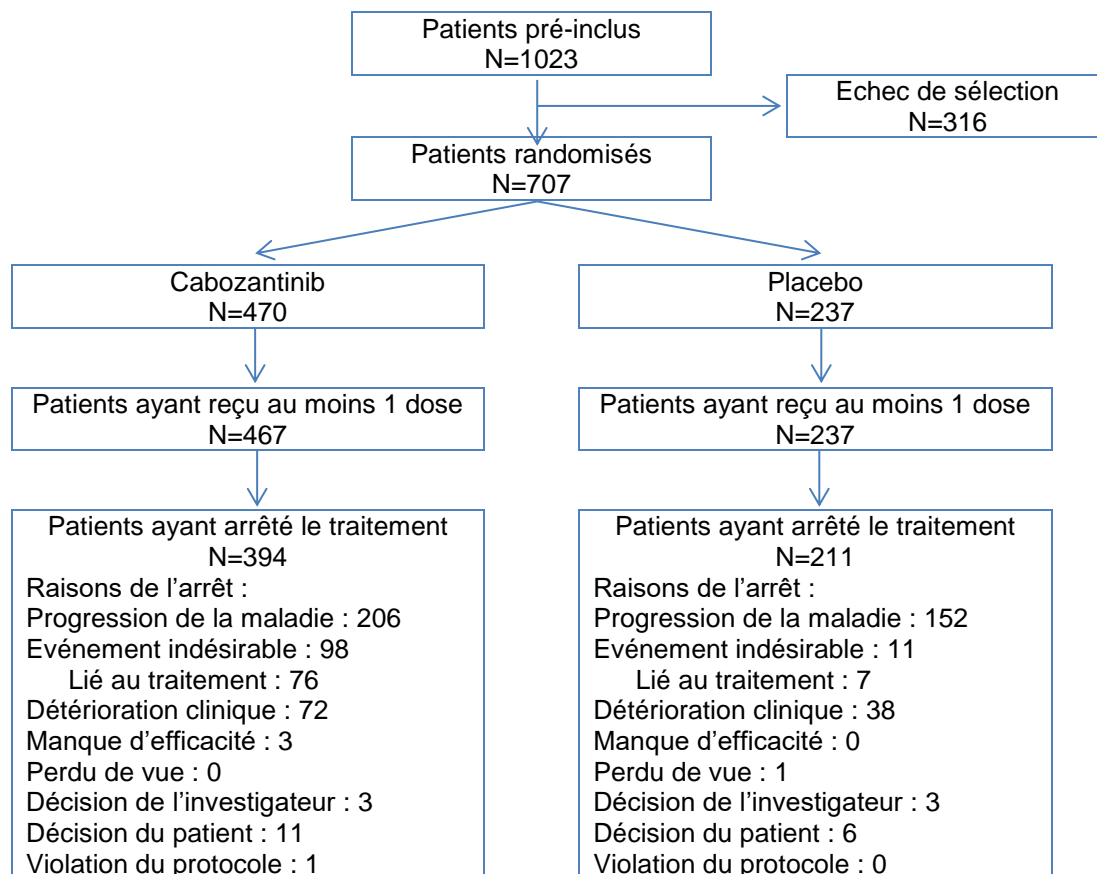 Patients pré-inclus
N=1023
Echec de sélection
N=316
Patients randomisés
N=707
Cabozantinib
N=470
Placebo
N=237
Patients ayant reçu au moins 1 dose
N=467
Patients ayant reçu au moins 1 dose
N=237
Patients ayant arrêté le traitement
N=394
Raisons de l’arrêt :
Progression de la maladie : 206
Evénement indésirable : 98
Lié au traitement : 76
Détérioration clinique : 72
Manque d’efficacité : 3
Perdu de vue : 0
Décision de l’investigateur : 3
Décision du patient : 11
Violation du protocole : 1
Patients ayant arrêté le traitement
N=211
Raisons de l’arrêt :
Progression de la maladie : 152
Evénement indésirable : 11
Lié au traitement : 7
Détérioration clinique : 38
Manque d’efficacité : 0
Perdu de vue : 1
Décision de l’investigateur : 3
Décision du patient : 6
Violation du protocole : 0